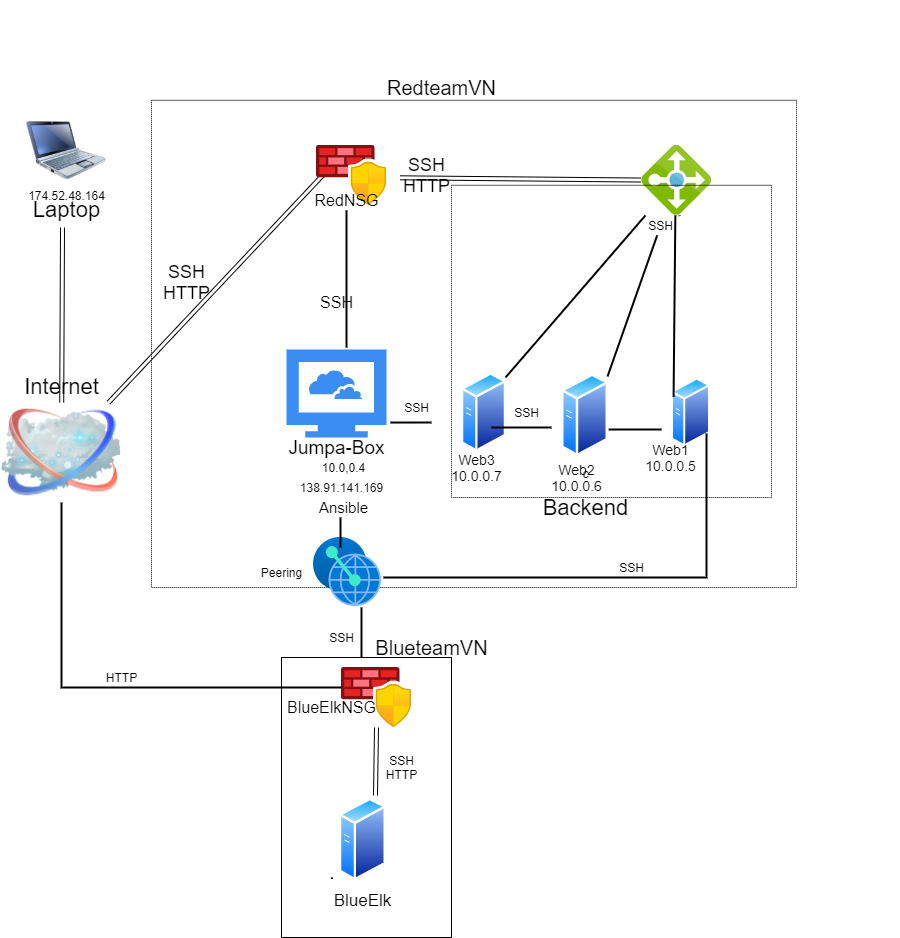 RedteamVN
174.52.48.164
Laptop
RedNSG
SSH
HTTP
SSH
SSH
HTTP
SSH
Internet
SSH
SSH
Jumpa-Box
10.0,0.4
138.91.141.169
Ansible
Web3
10.0.0.7
Web2
10.0.0.6
Web1
10.0.0.5
Backend
Peering
SSH
SSH
BlueteamVN
HTTP
BlueElkNSG
SSH
HTTP
BlueElk